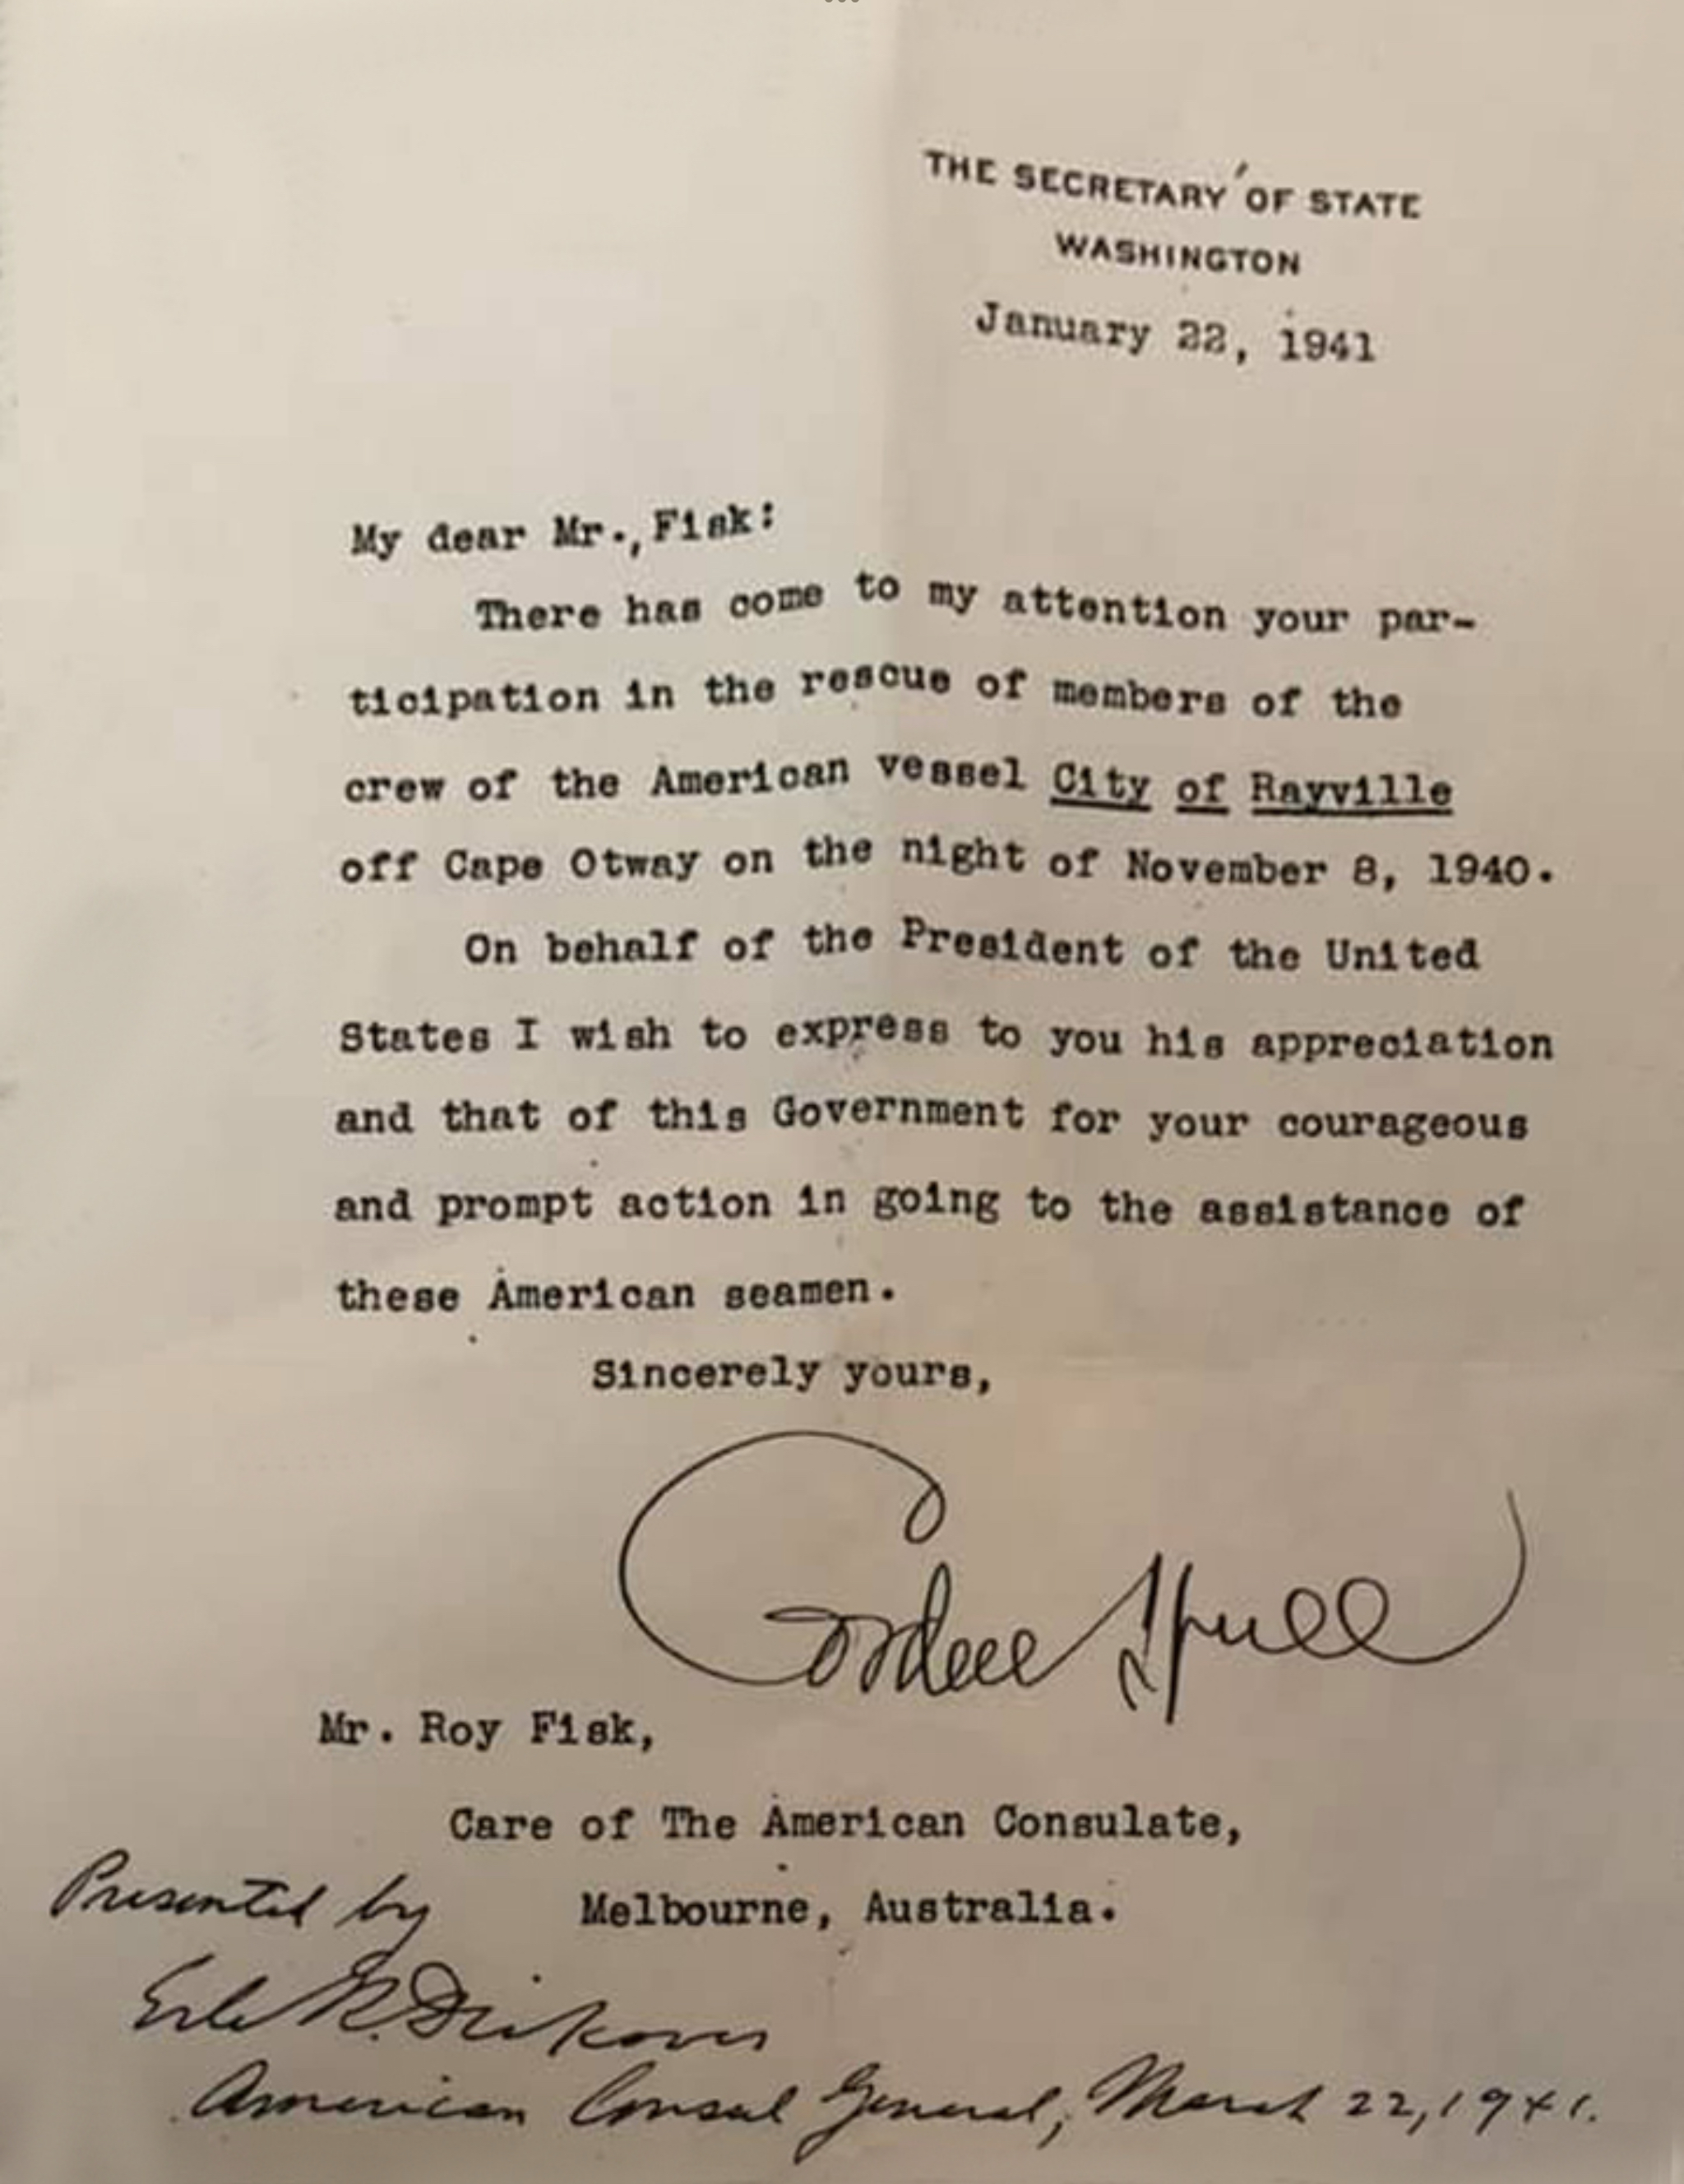 THE SECRETARY OF STATE
WASHINGTON
January 22, 1941
My dear Mr., Fisk:
There has come to my attention your par-
ticipation in the rescue of members of the
crew of the American vessel City of Rayville
off Cape Otway on the night of November 8, 1940.
On behalf of the President of the United
States I wish to express to you his appreciation
and that of this Government for your courageous
and prompt action in going to the assistance of
these American seamen.
Sincerely yours,
Cordell Hull
Mr. Roy Fisk,
Care of The American Consulate,
Melbourne, Australia.
Presented by
Erle R. Dickover
American Consul General, March 22, 1941.